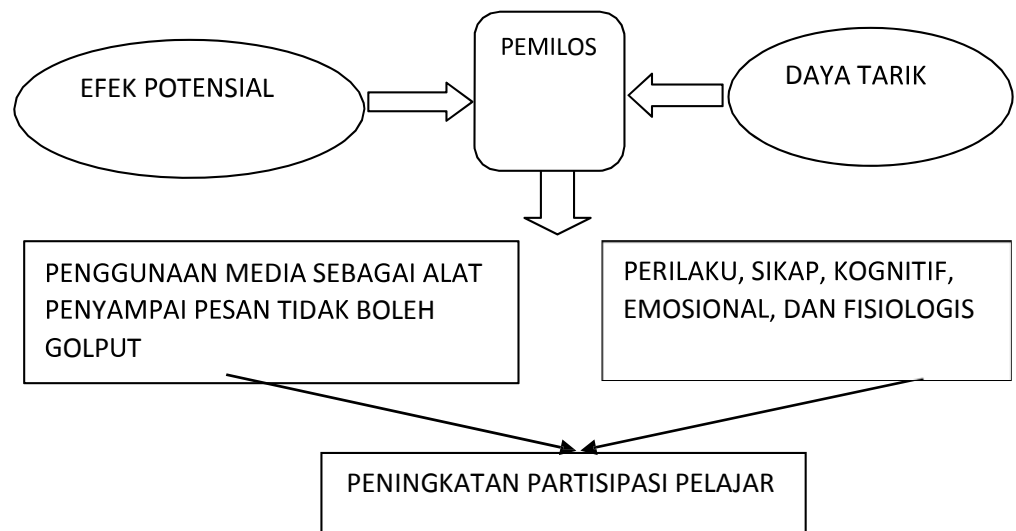 PEMILOS
EFEK POTENSIAL
DAYA TARIK
PENGGUNAAN MEDIA SEBAGAI ALAT
PENYAMPAI PESAN TIDAK BOLEH
GOLPUT
PERILAKU, SIKAP, KOGNITIF,
EMOSIONAL, DAN FISIOLOGIS
PENINGKATAN PARTISIPASI PELAJAR